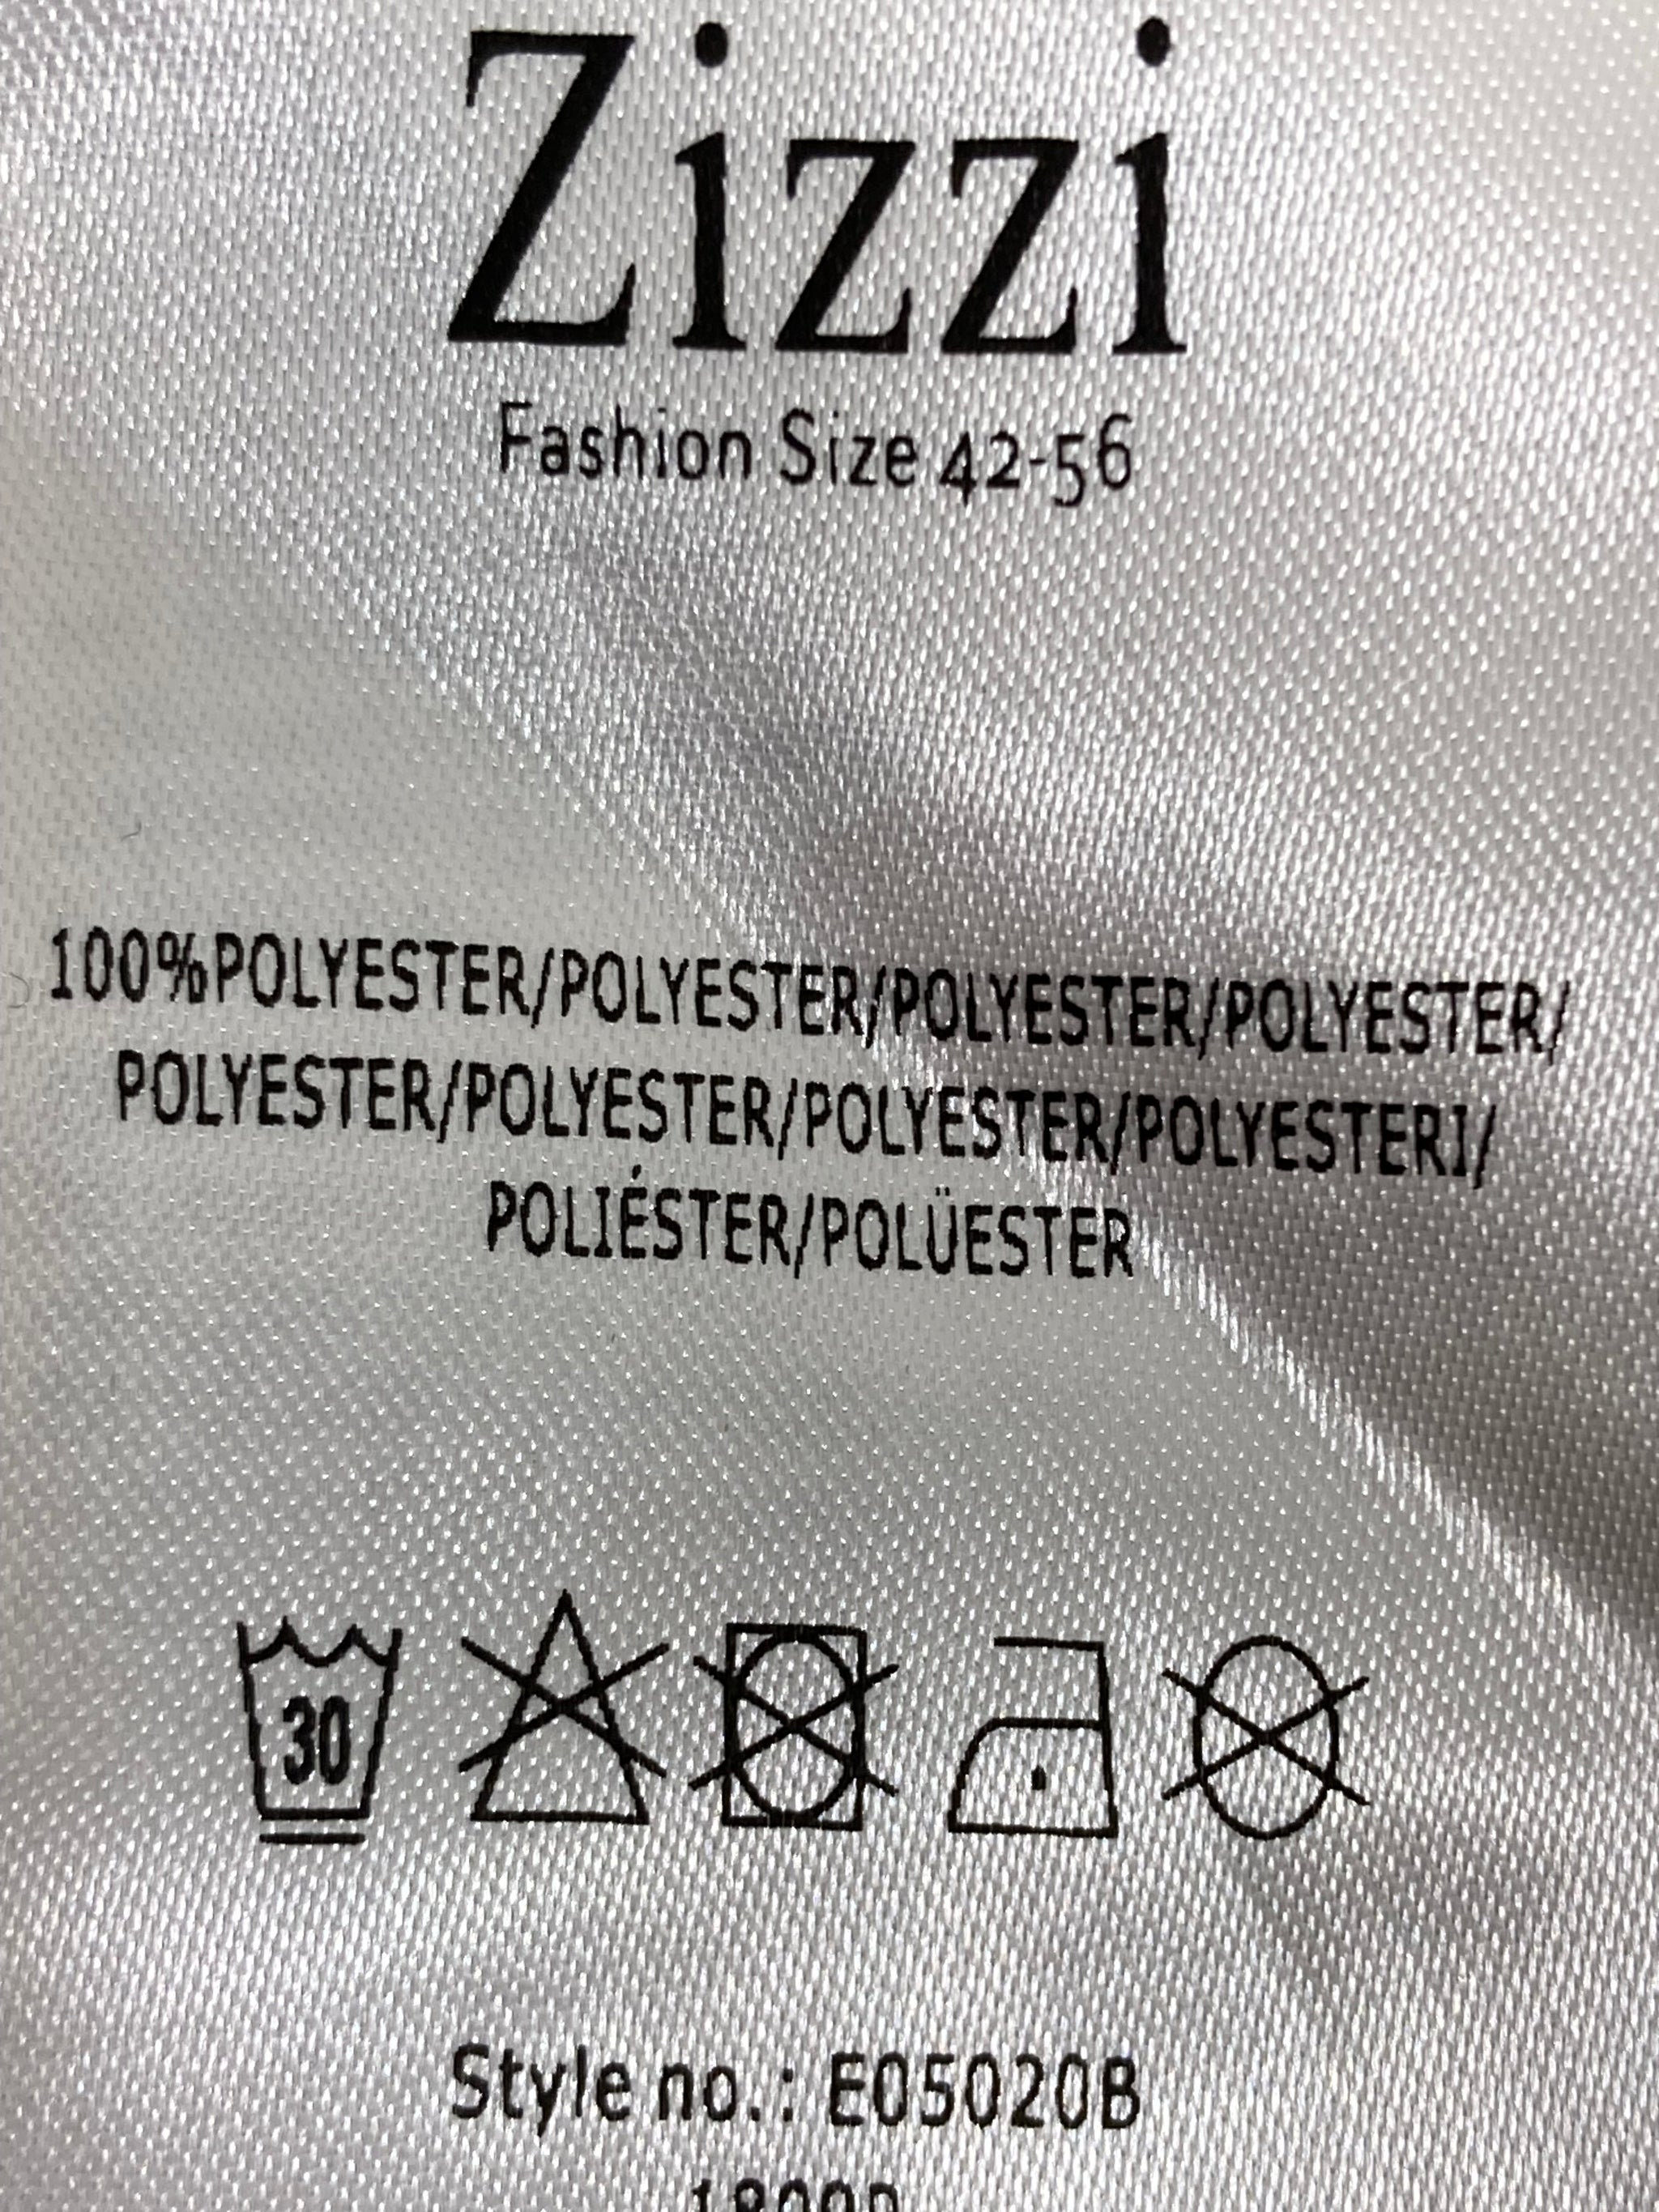 Zizzi
Fashion Size 42-56
100%POLYESTER/POLYESTER/POLYESTER/POLYESTER/
POLYESTER/POLYESTER/POLYESTER/POLYESTERI/
POLIÉSTER/POLÜESTER
30
Style no.: E05020B